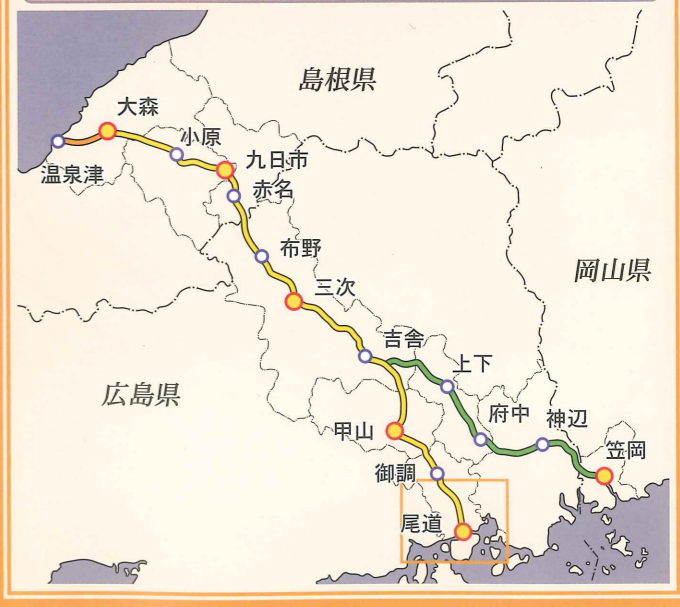 島根県
大森
小原
九日市
温泉津
赤名
布野
岡山県
三次
吉舎
上下
広島県
府中
神辺
甲山
笠岡
御調
尾道